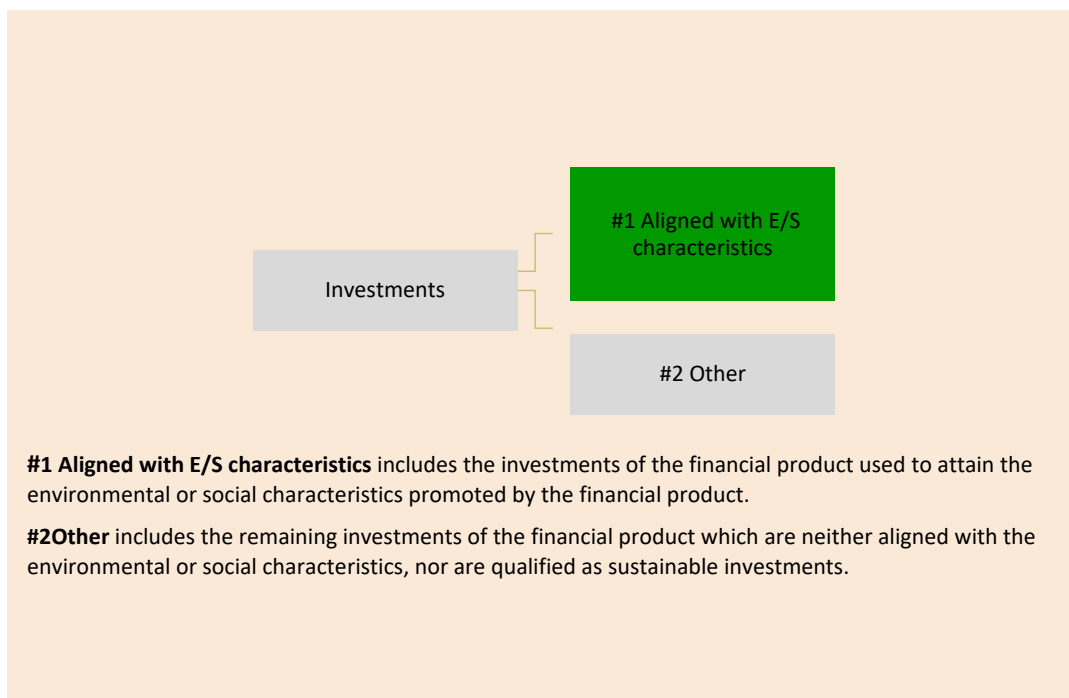 #1 Aligned with E/S
characteristics
Investments
#2 Other
#1 Aligned with E/S characteristics includes the investments of the financial product used to attain the
environmental or social characteristics promoted by the financial product.
#2Other includes the remaining investments of the financial product which are neither aligned with the
environmental or social characteristics, nor are qualified as sustainable investments.